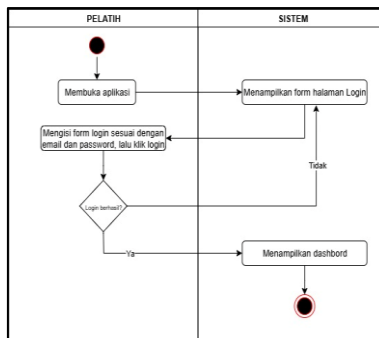 PELATIH
SISTEM
Membuka aplikasi
Menampilkan form halaman Login
Mengisi form login sesuai dengan
email dan password, lalu klik login
Tidak
Login berhasil?
Ya
Menampilkan dashbord